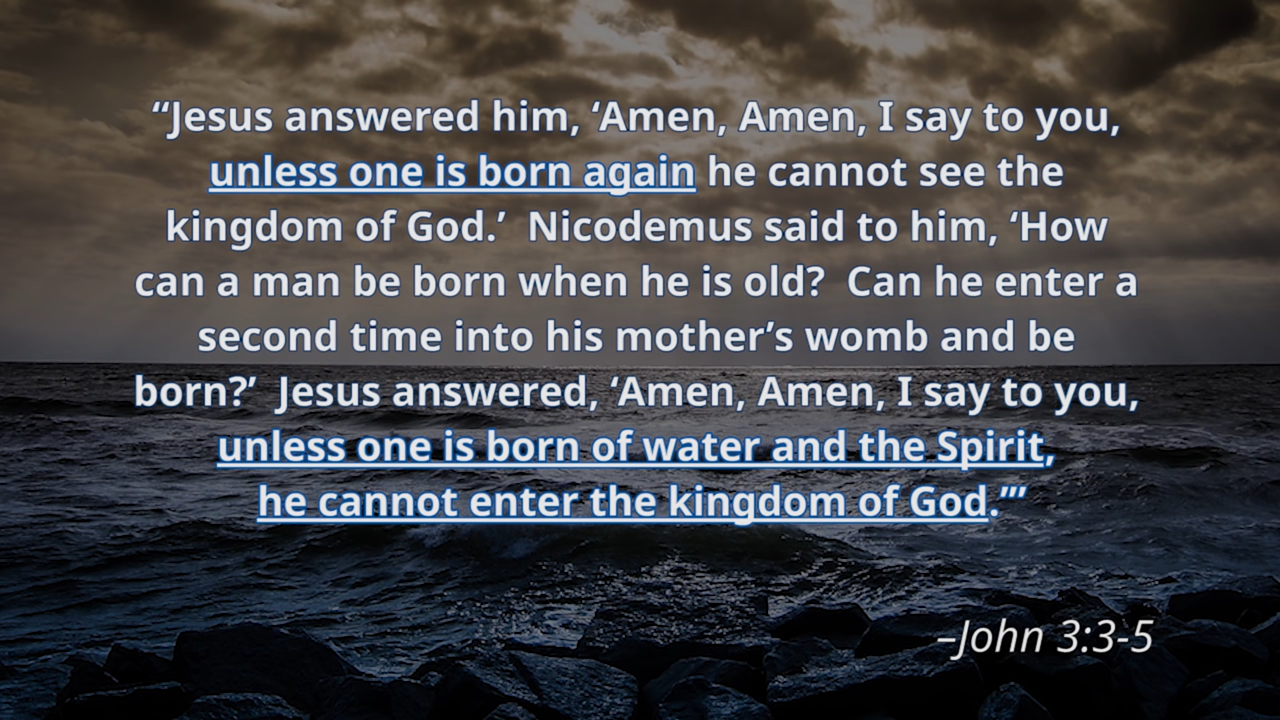 “Jesus answered him, ‘Amen, Amen, I say to you,
unless one is born again he cannot see the
kingdom of God.’  Nicodemus said to him, ‘How
can a man be born when he is old?  Can he enter a
second time into his mother’s womb and be
born?’  Jesus answered, ‘Amen, Amen, I say to you,
unless one is born of water and the Spirit,
he cannot enter the kingdom of God.’”’
–John 3:3-5